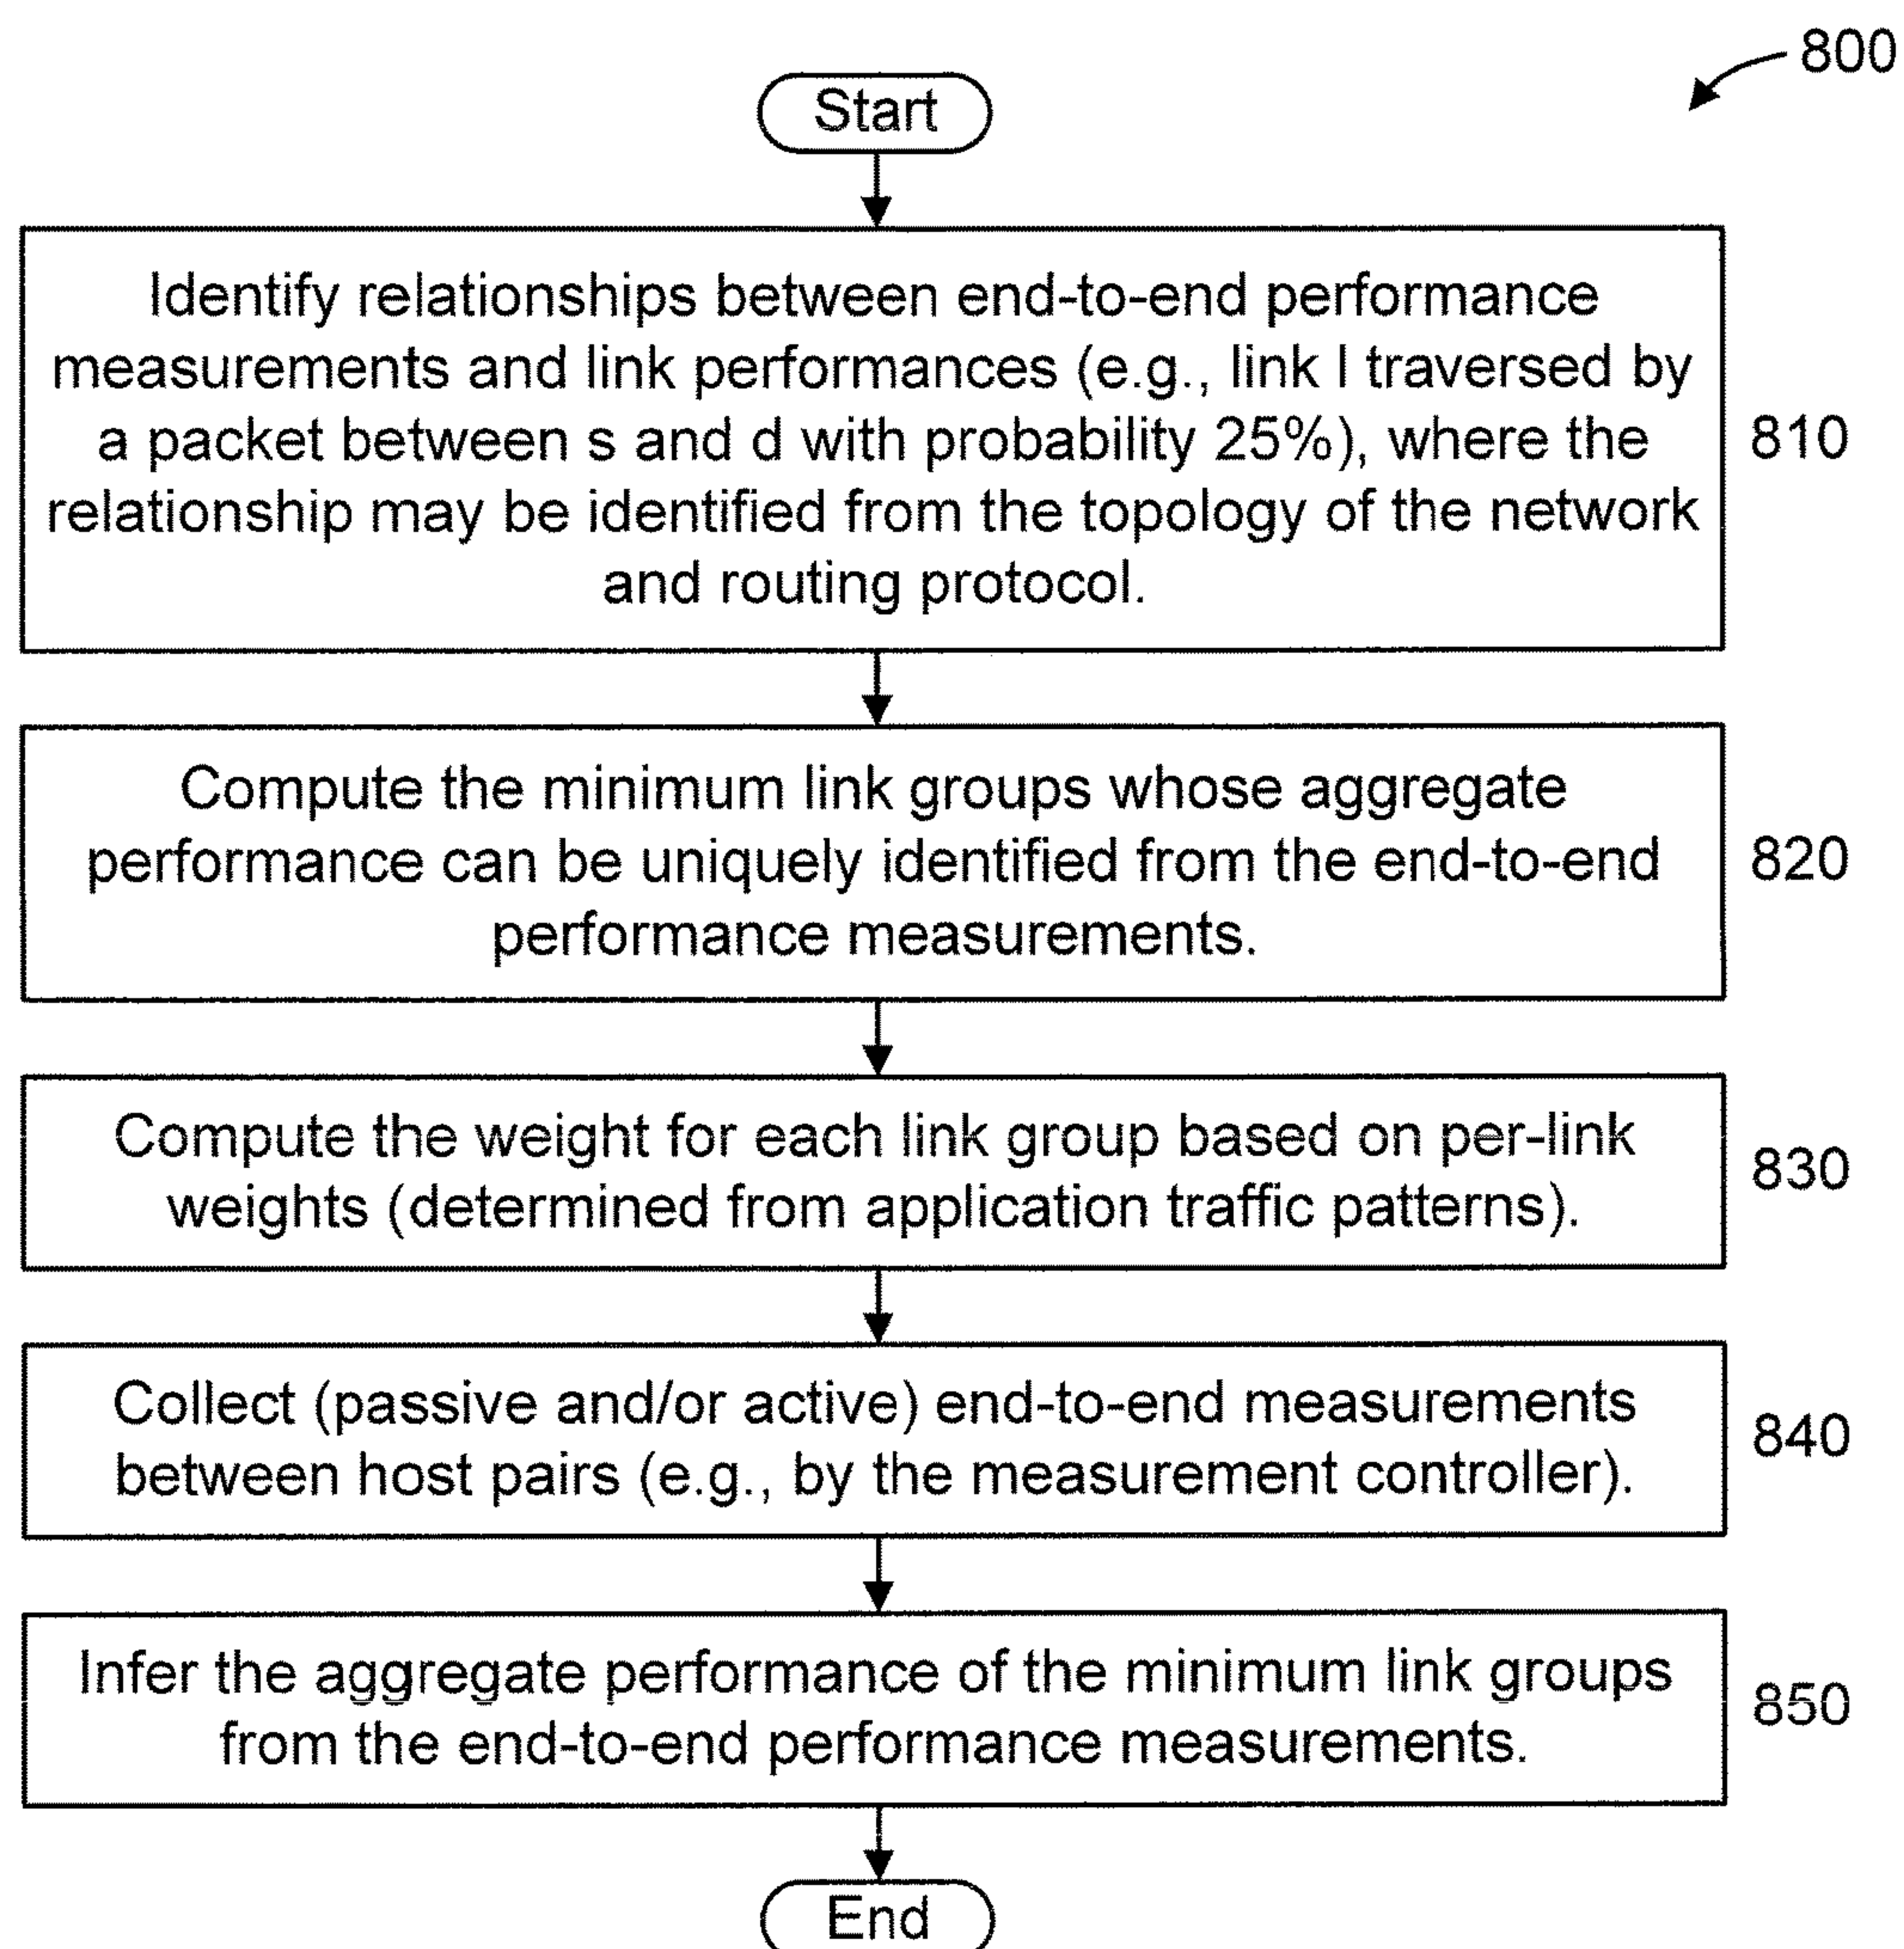 800
Start
Identify relationships between end-to-end performance
measurements and link performances (e.g., link l traversed by
a packet between s and d with probability 25%), where the
relationship may be identified from the topology of the network
and routing protocol.
810
Compute the minimum link groups whose aggregate
performance can be uniquely identified from the end-to-end
performance measurements.
820
Compute the weight for each link group based on per-link
weights (determined from application traffic patterns).
830
Collect (passive and/or active) end-to-end measurements
between host pairs (e.g., by the measurement controller).
840
Infer the aggregate performance of the minimum link groups
from the end-to-end performance measurements.
850
End